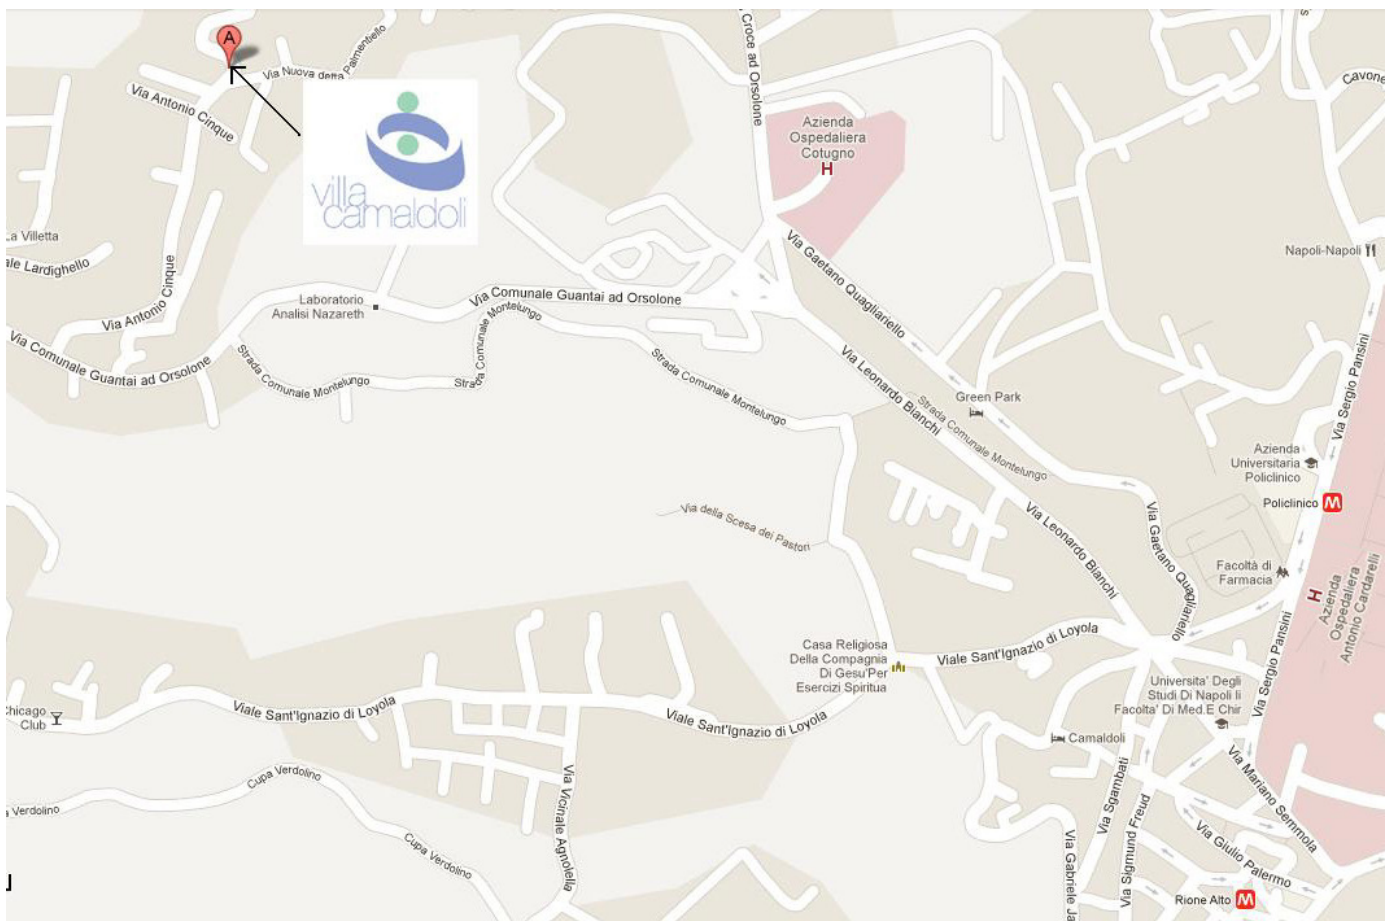 A
Via Nuova detta Palmentiello
Via Antonio Cinque
villa
camaldoli
Croce ad Orsolone
Azienda
Ospedaliera
Cotugno
H
Cavone
La Villetta
ale Lardighello
Via Antonio Cinque
Via Antonio Cinque
Via Comunale Guantai ad Orsolone
Laboratorio
Analisi Nazareth
Via Comunale Guantai ad Orsolone
Strada Comunale Montelungo
Strada Comunale Montelungo
Strada Comunale Montelungo
Via Gaetano Quagliariello
Napoli-Napoli
Via Leonardo Bianchi
Green Park
Strada Comunale Montelungo
Via Sergio Pansini
Azienda
Universitaria
Policlinico
Policlinico M
Via della Scesa dei Pastori
Via Leonardo Bianchi
Via Gaetano Quagliariello
Facoltà di
Farmacia
H
Azienda
Ospedaliera
Antonio Cardarelli
Via Sergio Pansini
Casa Religiosa
Della Compagnia
Di Gesu'Per
Esercizi Spiritua
Viale Sant'Ignazio di Loyola
Universita' Degli
Studi Di Napoli Ii
Facolta' Di Med.E Chir
Chicago
Club
Viale Sant'Ignazio di Loyola
Viale Sant'Ignazio di Loyola
Camaldoli
Cupa Verdolino
a Verdolino
Cupa Verdolino
Via Vicinale Agnolella
Via Sgambati
Via Sigmund Freud
Via Gabriele Ja
Via Mariano Semmola
Via Giulio Palermo
Rione Alto M